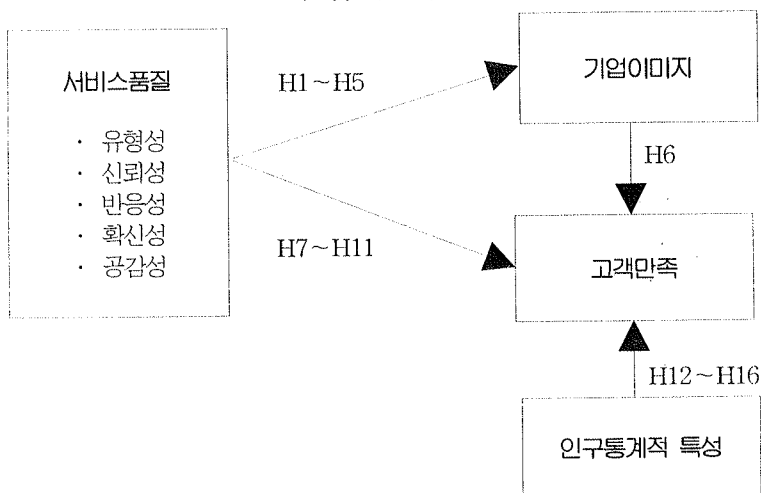 서비스품질
· 유형성
· 신뢰성
· 반응성
· 확신성
· 공감성
H1～H5
기업이미지
H6
H7～H11
고객만족
H12～H16
인구통계적 특성